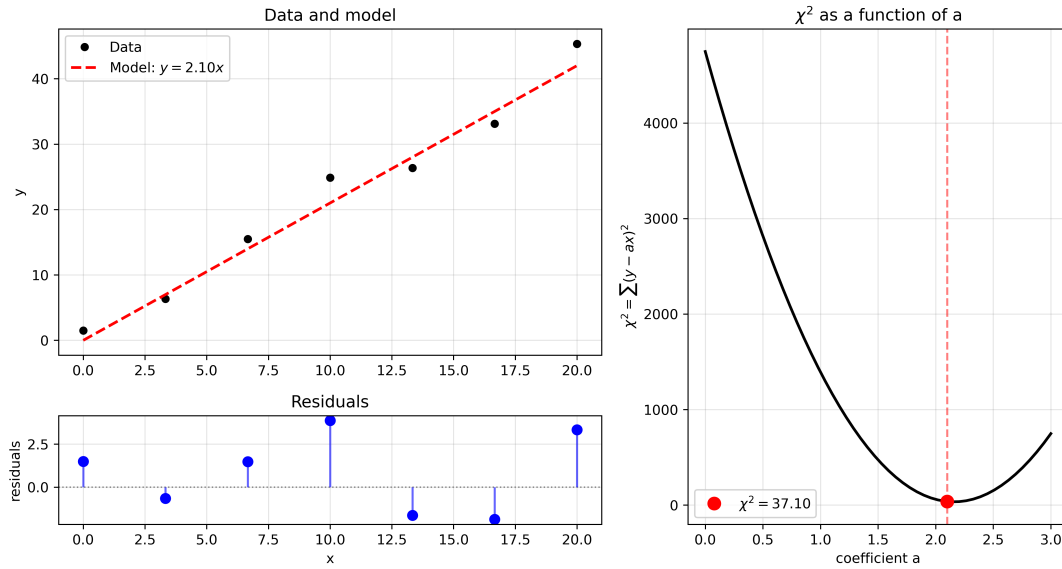 Data and model
Data
Model: y = 2.10x
y
40
30
20
10
0
0.0 2.5 5.0 7.5 10.0 12.5 15.0 17.5 20.0
Residuals
residuals
2.5
0.0
0.0 2.5 5.0 7.5 10.0 12.5 15.0 17.5 20.0
x
χ² as a function of a
χ² = ∑(y − ax)²
4000
3000
2000
1000
0
χ² = 37.10
0.0 0.5 1.0 1.5 2.0 2.5 3.0
coefficient a